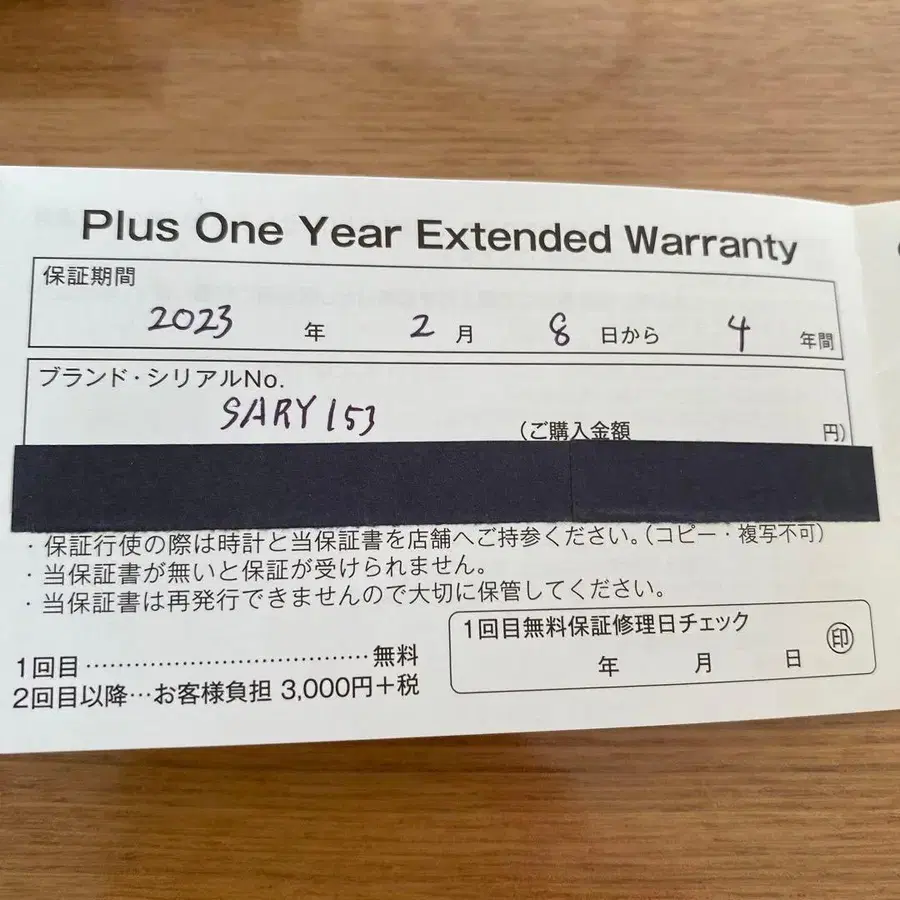 Plus One Year Extended Warranty
保証期間
2023 年 2 月 8 日から 4 年間
ブランド・シリアルNo.
SARY153
(ご購入金額 円)
・保証行使の際は時計と当保証書を店舗へご持参ください。(コピー・複写不可)
・当保証書が無いと保証が受けられません。
・当保証書は再発行できませんので大切に保管してください。
1回目無料保証修理日チェック
年 月 日 印
1回目……………………………無料
2回目以降…お客様負担 3,000円+税